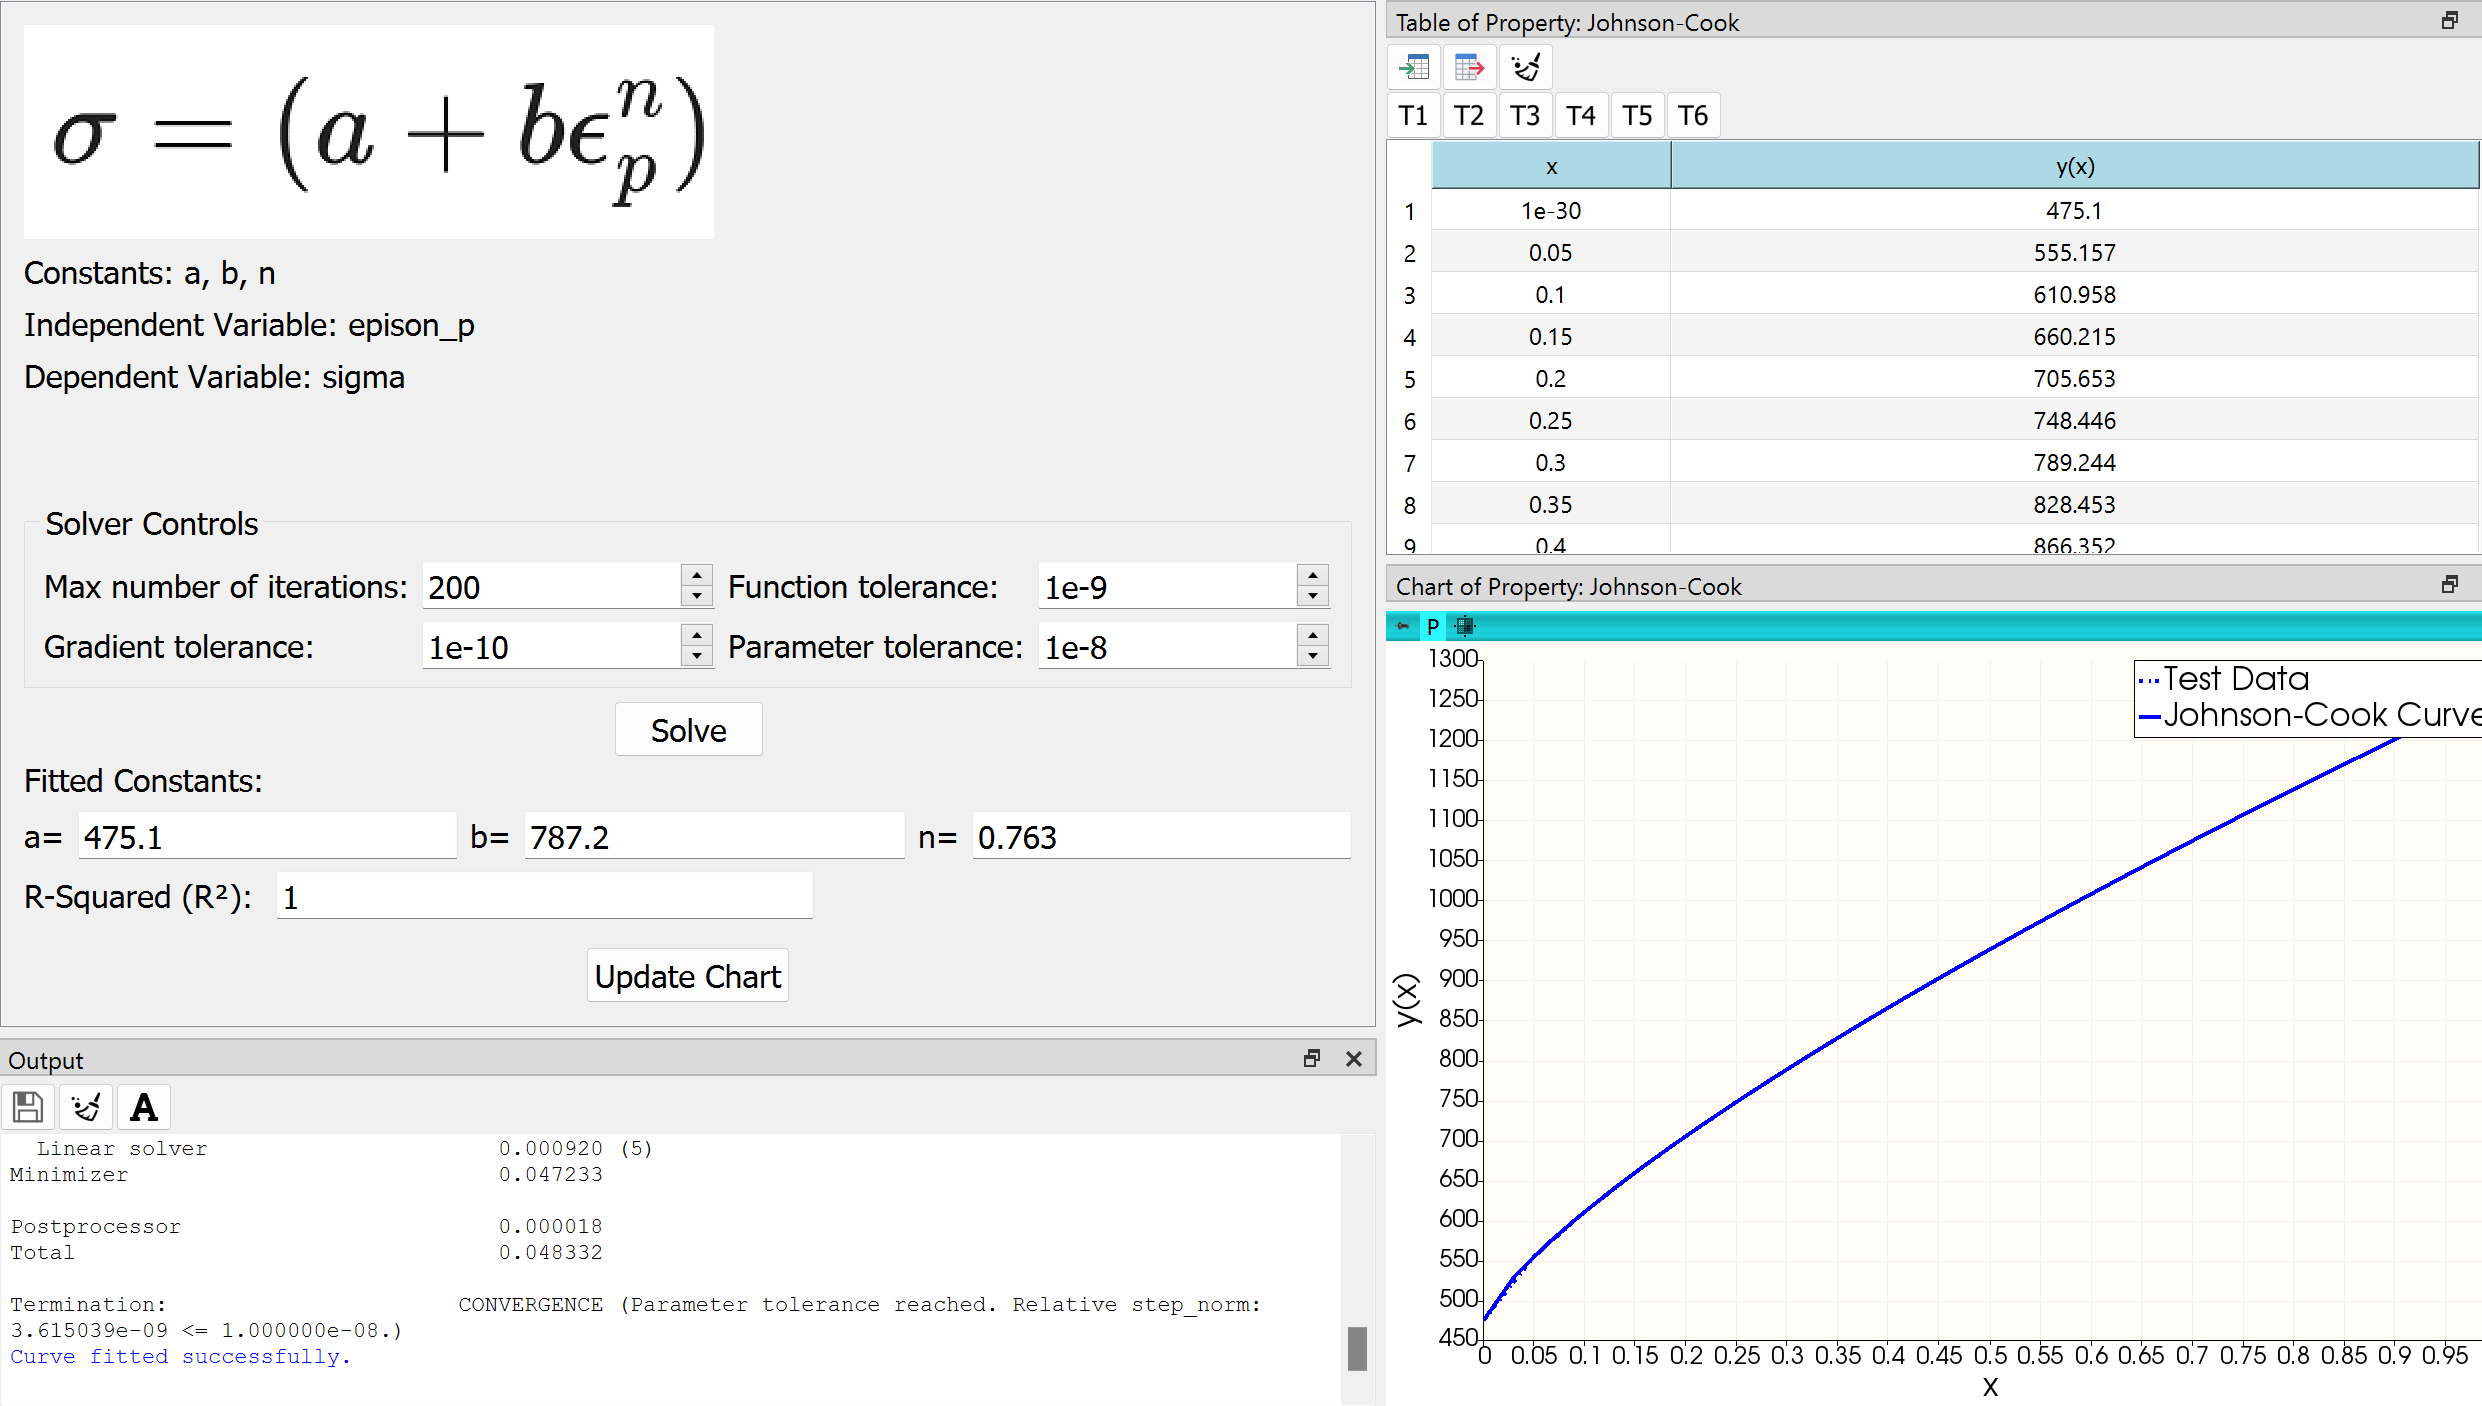 σ = (a + bϵₚⁿ)
Constants: a, b, n
Independent Variable: epison_p
Dependent Variable: sigma
Solver Controls
Max number of iterations: 200 Function tolerance: 1e-9
Gradient tolerance: 1e-10 Parameter tolerance: 1e-8
Solve
Fitted Constants:
a= 475.1 b= 787.2 n= 0.763
R-Squared (R²): 1
Update Chart
Output
A
Linear solver 0.000920 (5)
Minimizer 0.047233
Postprocessor 0.000018
Total 0.048332
Termination: CONVERGENCE (Parameter tolerance reached. Relative step_norm:
3.615039e-09 <= 1.000000e-08.)
Curve fitted successfully.
Table of Property: Johnson-Cook
T1 T2 T3 T4 T5 T6
x y(x)
1 1e-30 475.1
2 0.05 555.157
3 0.1 610.958
4 0.15 660.215
5 0.2 705.653
6 0.25 748.446
7 0.3 789.244
8 0.35 828.453
9 0.4 866.352
Chart of Property: Johnson-Cook
P
Test Data
Johnson-Cook Curve
1300
1250
1200
1150
1100
1050
1000
950
900
850
800
750
700
650
600
550
500
450
y(x)
0 0.05 0.1 0.15 0.2 0.25 0.3 0.35 0.4 0.45 0.5 0.55 0.6 0.65 0.7 0.75 0.8 0.85 0.9 0.95
X